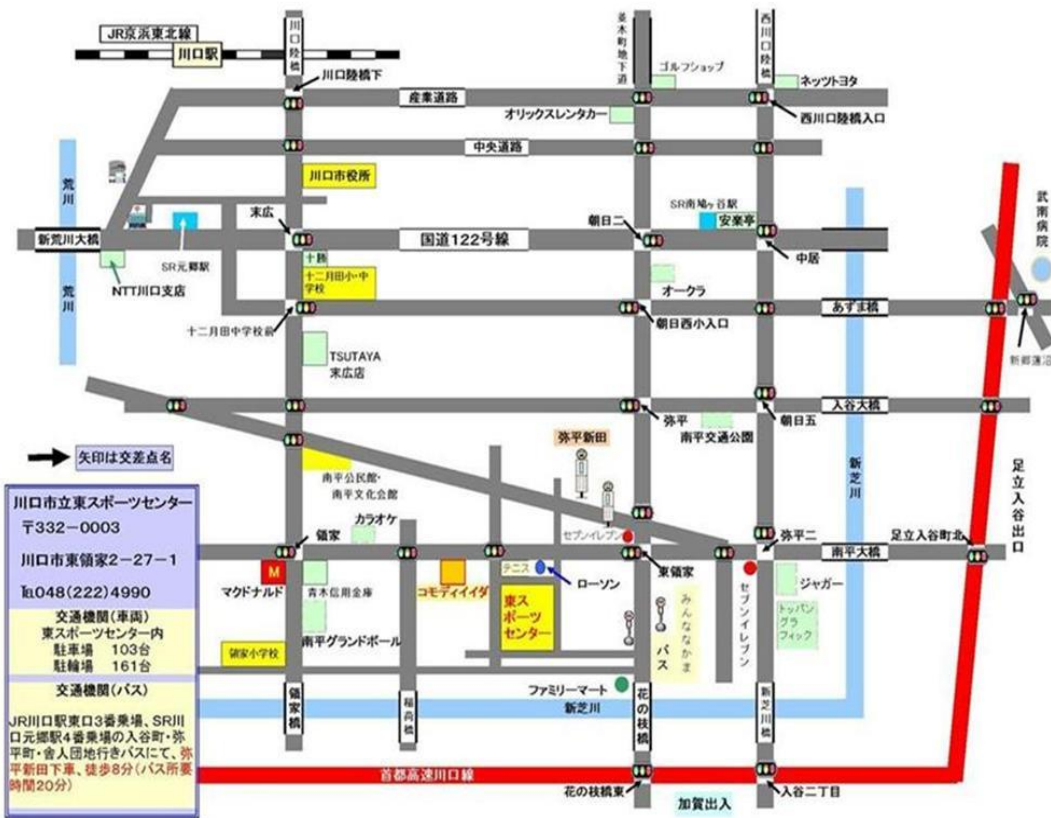 JR京浜東北線
川口駅
川口陸橋
川口陸橋下
並木町地下道
西川口陸橋
ゴルフショップ
ネッツトヨタ
産業道路
オリックスレンタカー
西川口陸橋入口
中央道路
川口市役所
荒川
新荒川大橋
荒川
SR元郷駅
NTT川口支店
末広
国道122号線
朝日二
SR南鳩ヶ谷駅
安楽亭
中居
武南病院
十勝
十二月田小・中
学校
十二月田中学校前
オークラ
朝日西小入口
あずま橋
新郷蓮沼
TSUTAYA
末広店
弥平
南平交通公園
朝日五
入谷大橋
新芝川
足立入谷出口
矢印は交差点名
弥平新田
南平公民館・
南平文化会館
カラオケ
セブンイレブン
領家
東領家
弥平二
南平大橋
足立入谷町北
M
マクドナルド
青木信用金庫
コモディイイダ
テニス
ローソン
東ス
ポーツ
センター
みんななかま
バス
セブンイレブン
ジャガー
トッパン
グラ
フィック
南平グランドボール
領家小学校
領家橋
稲荷橋
ファミリーマート
新芝川
花の枝橋
新芝川橋
首都高速川口線
花の枝橋東
加賀出入
入谷二丁目
川口市立東スポーツセンター
〒332-0003
川口市東領家2-27-1
℡048(222)4990
交通機関(車両)
東スポーツセンター内
駐車場 103台
駐輪場 161台
交通機関(バス)
JR川口駅東口3番乗場、SR川
口元郷駅4番乗場の入谷町・弥
平町・舎人団地行きバスにて、弥
平新田下車、徒歩8分(バス所要
時間20分)